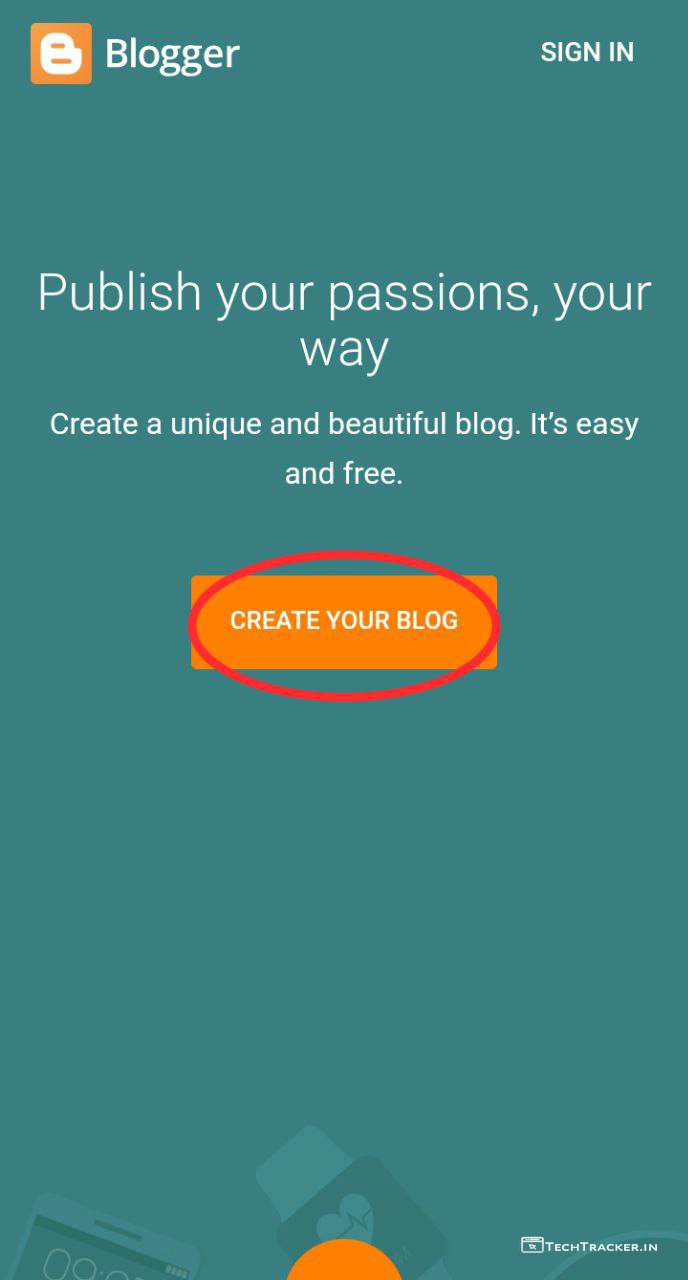 Blogger
SIGN IN
Publish your passions, your
way
Create a unique and beautiful blog. It’s easy
and free.
CREATE YOUR BLOG
TECHTRACKER.IN